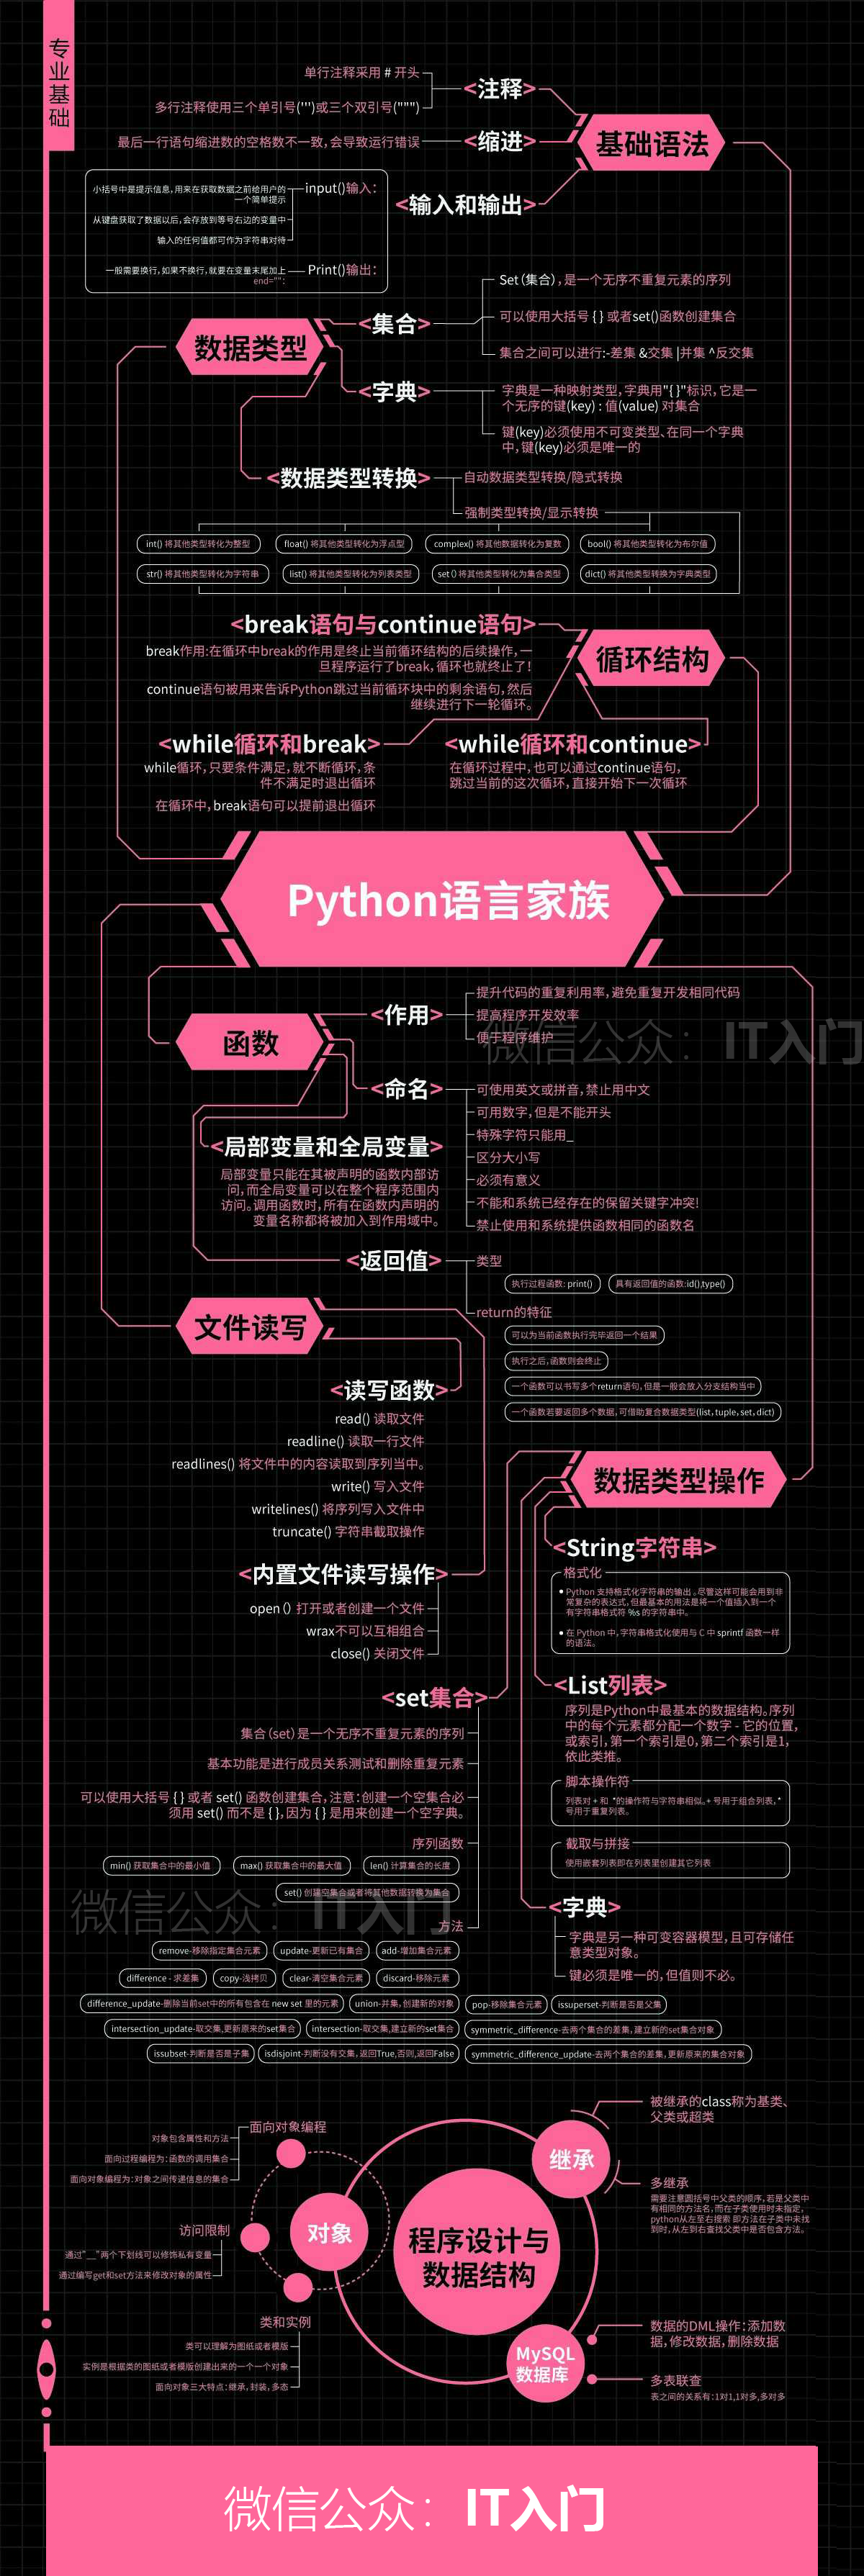 专业基础
单行注释采用 # 开头
多行注释使用三个单引号(''')或三个双引号(""")
<注释>
最后一行语句缩进数的空格数不一致,会导致运行错误
<缩进>
基础语法
<输入和输出>
小括号中是提示信息,用来在获取数据之前给用户的
一个简单提示
input()输入:
从键盘获取了数据以后,会存放到等号右边的变量中
输入的任何值都可作为字符串对待
一般需要换行,如果不换行,就要在变量末尾加上
end="":
Print()输出:
数据类型
<集合>
Set(集合),是一个无序不重复元素的序列
可以使用大括号 { } 或者set()函数创建集合
集合之间可以进行:-差集 &交集 |并集 ^反交集
<字典>
字典是一种映射类型,字典用"{ }"标识,它是一
个无序的键(key) : 值(value) 对集合
键(key)必须使用不可变类型、在同一个字典
中,键(key)必须是唯一的
<数据类型转换>
自动数据类型转换/隐式转换
强制类型转换/显示转换
int() 将其他类型转化为整型
float() 将其他类型转化为浮点型
complex() 将其他数据转化为复数
bool() 将其他类型转化为布尔值
str() 将其他类型转化为字符串
list() 将其他类型转化为列表类型
set () 将其他类型转化为集合类型
dict() 将其他类型转换为字典类型
<break语句与continue语句>
break作用:在循环中break的作用是终止当前循环结构的后续操作,一
旦程序运行了break,循环也就终止了!
continue语句被用来告诉Python跳过当前循环块中的剩余语句,然后
继续进行下一轮循环。
循环结构
<while循环和break>
while循环,只要条件满足,就不断循环,条
件不满足时退出循环
在循环中,break语句可以提前退出循环
<while循环和continue>
在循环过程中,也可以通过continue语句,
跳过当前的这次循环,直接开始下一次循环
Python语言家族
函数
<作用>
提升代码的重复利用率,避免重复开发相同代码
提高程序开发效率
便于程序维护
微信公众: IT入门
<命名>
可使用英文或拼音,禁止用中文
可用数字,但是不能开头
特殊字符只能用_
区分大小写
必须有意义
不能和系统已经存在的保留关键字冲突!
禁止使用和系统提供函数相同的函数名
<局部变量和全局变量>
局部变量只能在其被声明的函数内部访
问,而全局变量可以在整个程序范围内
访问。调用函数时,所有在函数内声明的
变量名称都将被加入到作用域中。
<返回值>
类型
执行过程函数: print()
具有返回值的函数:id(),type()
return的特征
可以为当前函数执行完毕返回一个结果
执行之后,函数则会终止
一个函数可以书写多个return语句,但是一般会放入分支结构当中
一个函数若要返回多个数据,可借助复合数据类型(list, tuple, set, dict)
文件读写
<读写函数>
read() 读取文件
readline() 读取一行文件
readlines() 将文件中的内容读取到序列当中。
write() 写入文件
writelines() 将序列写入文件中
truncate() 字符串截取操作
<内置文件读写操作>
open () 打开或者创建一个文件
wrax不可以互相组合
close() 关闭文件
数据类型操作
<String字符串>
格式化
Python 支持格式化字符串的输出 。尽管这样可能会用到非
常复杂的表达式,但最基本的用法是将一个值插入到一个
有字符串格式符 %s 的字符串中。
在 Python 中,字符串格式化使用与 C 中 sprintf 函数一样
的语法。
<List列表>
序列是Python中最基本的数据结构。序列
中的每个元素都分配一个数字 - 它的位置,
或索引,第一个索引是0,第二个索引是1,
依此类推。
脚本操作符
列表对 + 和 *的操作符与字符串相似。+ 号用于组合列表,*
号用于重复列表。
截取与拼接
使用嵌套列表即在列表里创建其它列表
<字典>
字典是另一种可变容器模型,且可存储任
意类型对象。
键必须是唯一的,但值则不必。
<set集合>
集合(set)是一个无序不重复元素的序列
基本功能是进行成员关系测试和删除重复元素
可以使用大括号 { } 或者 set() 函数创建集合,注意:创建一个空集合必
须用 set() 而不是 { },因为 { } 是用来创建一个空字典。
序列函数
min() 获取集合中的最小值
max() 获取集合中的最大值
len() 计算集合的长度
set() 创建空集合或者将其他数据转换为集合
微信公众: IT入门
方法
remove-移除指定集合元素
update-更新已有集合
add-增加集合元素
difference - 求差集
copy-浅拷贝
clear-清空集合元素
discard-移除元素
difference_update-删除当前set中的所有包含在 new set 里的元素
union-并集,创建新的对象
pop-移除集合元素
issuperset-判断是否是父集
intersection_update-取交集,更新原来的set集合
intersection-取交集,建立新的set集合
symmetric_difference-去两个集合的差集,建立新的set集合对象
issubset-判断是否是子集
isdisjoint-判断没有交集,返回True,否则,返回False
symmetric_difference_update-去两个集合的差集,更新原来的集合对象
面向对象编程
对象包含属性和方法
面向过程编程为:函数的调用集合
面向对象编程为:对象之间传递信息的集合
访问限制
通过"__"两个下划线可以修饰私有变量
通过编写get和set方法来修改对象的属性
类和实例
类可以理解为图纸或者模版
实例是根据类的图纸或者模版创建出来的一个一个对象
面向对象三大特点:继承,封装,多态
对象
程序设计与
数据结构
继承
被继承的class称为基类、
父类或超类
多继承
需要注意圆括号中父类的顺序,若是父类中
有相同的方法名,而在子类使用时未指定,
python从左至右搜索 即方法在子类中未找
到时,从左到右查找父类中是否包含方法。
MySQL
数据库
数据的DML操作:添加数
据,修改数据,删除数据
多表联查
表之间的关系有:1对1,1对多,多对多
微信公众: IT入门